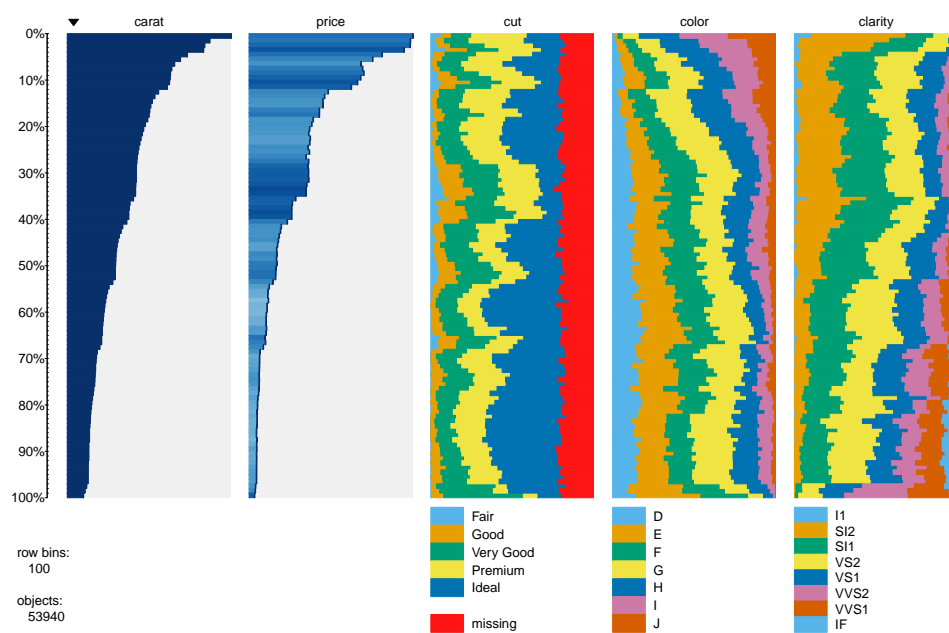 carat price cut color clarity
0%
10%
20%
30%
40%
50%
60%
70%
80%
90%
100%
row bins:
100
objects:
53940
Fair
Good
Very Good
Premium
Ideal
missing
D
E
F
G
H
I
J
I1
SI2
SI1
VS2
VS1
VVS2
VVS1
IF